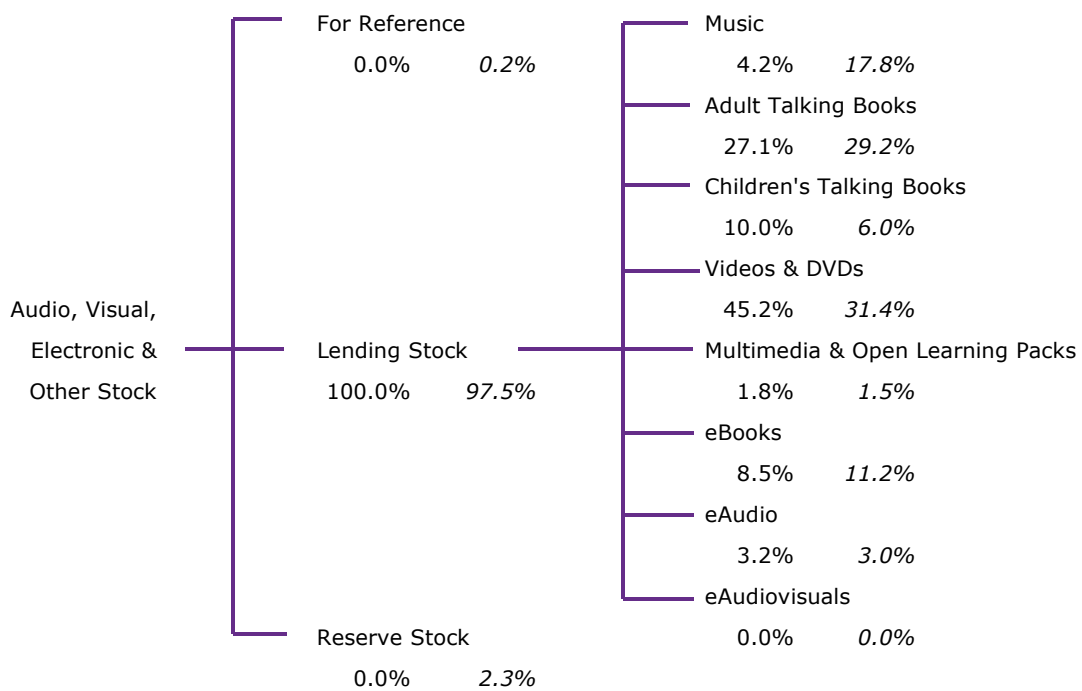 For Reference
0.0% 0.2%
Audio, Visual,
Electronic &
Other Stock
Lending Stock
100.0% 97.5%
Reserve Stock
0.0% 2.3%
Music
4.2% 17.8%
Adult Talking Books
27.1% 29.2%
Children's Talking Books
10.0% 6.0%
Videos & DVDs
45.2% 31.4%
Multimedia & Open Learning Packs
1.8% 1.5%
eBooks
8.5% 11.2%
eAudio
3.2% 3.0%
eAudiovisuals
0.0% 0.0%